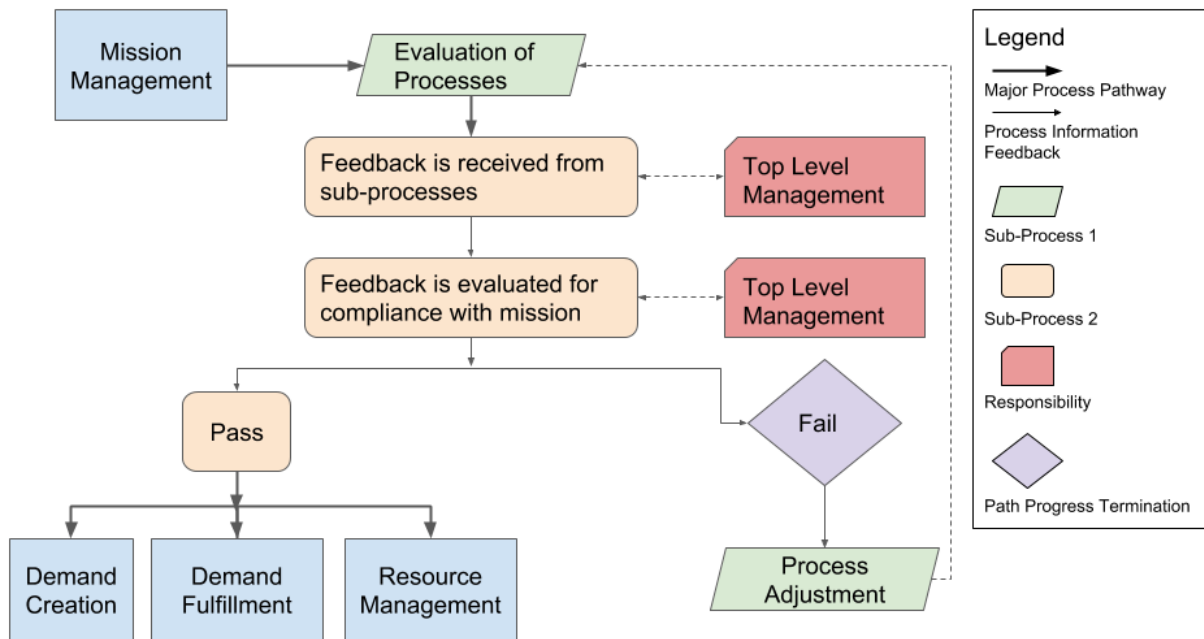 Mission
Management
Evaluation of
Processes
Feedback is received from
sub-processes
Top Level
Management
Feedback is evaluated for
compliance with mission
Top Level
Management
Pass
Fail
Demand
Creation
Demand
Fulfillment
Resource
Management
Process
Adjustment
Legend
Major Process Pathway
Process Information
Feedback
Sub-Process 1
Sub-Process 2
Responsibility
Path Progress Termination